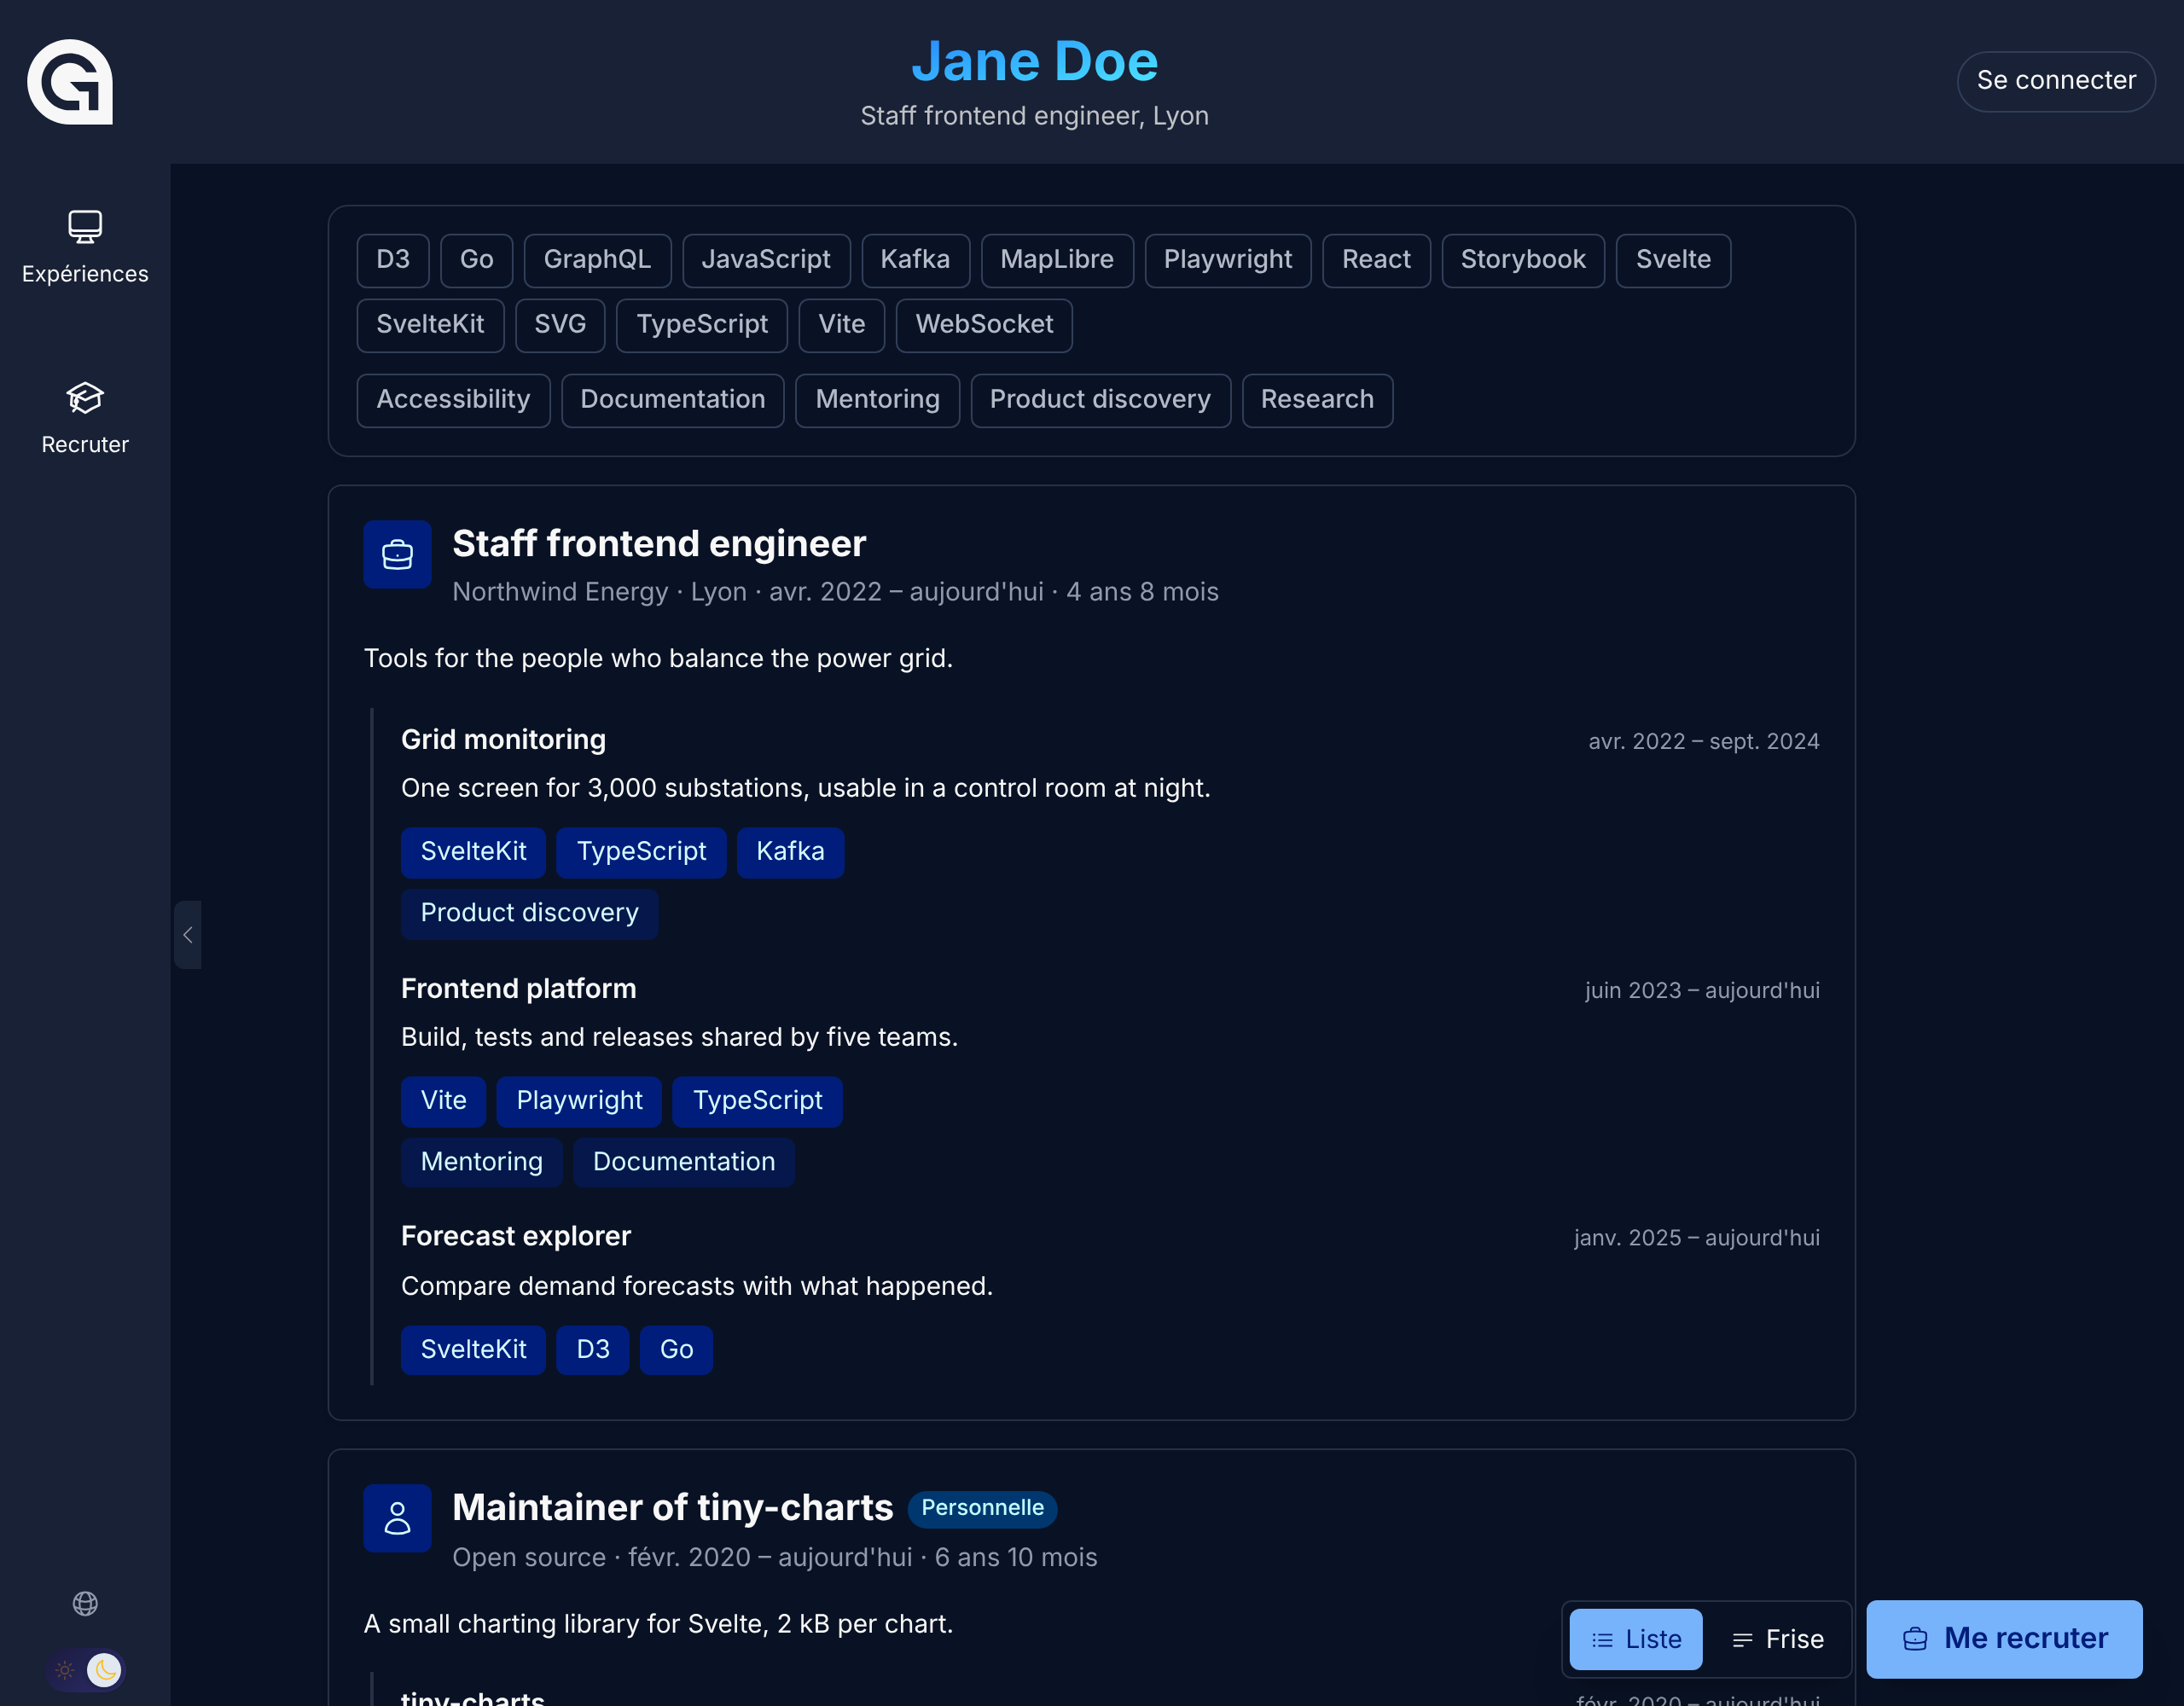 Jane Doe
Staff frontend engineer, Lyon
Se connecter
Expériences
Recruter
D3 Go GraphQL JavaScript Kafka MapLibre Playwright React Storybook Svelte
SvelteKit SVG TypeScript Vite WebSocket
Accessibility Documentation Mentoring Product discovery Research
Staff frontend engineer
Northwind Energy · Lyon · avr. 2022 – aujourd'hui · 4 ans 8 mois
Tools for the people who balance the power grid.
Grid monitoring avr. 2022 – sept. 2024
One screen for 3,000 substations, usable in a control room at night.
SvelteKit TypeScript Kafka
Product discovery
Frontend platform juin 2023 – aujourd'hui
Build, tests and releases shared by five teams.
Vite Playwright TypeScript
Mentoring Documentation
Forecast explorer janv. 2025 – aujourd'hui
Compare demand forecasts with what happened.
SvelteKit D3 Go
Maintainer of tiny-charts Personnelle
Open source · févr. 2020 – aujourd'hui · 6 ans 10 mois
A small charting library for Svelte, 2 kB per chart.
Liste Frise Me recruter
tiny-charts févr. 2020 – aujourd'hui